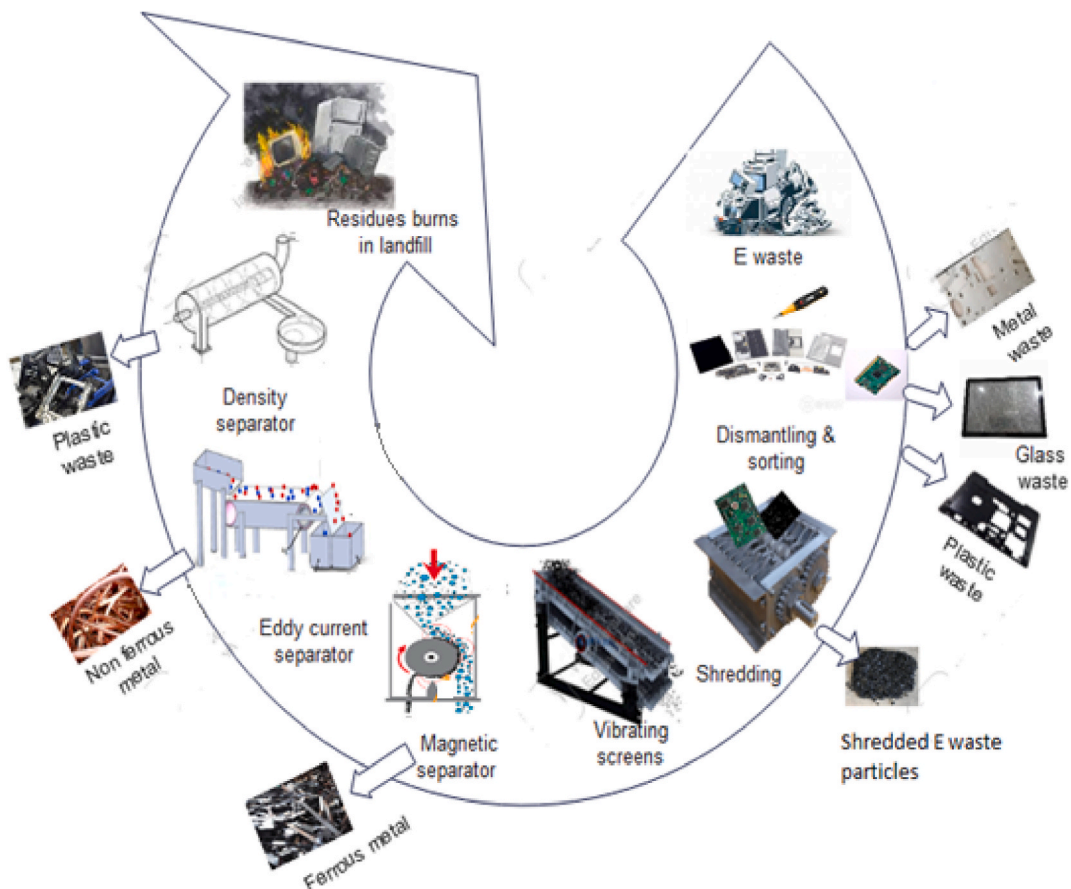 Residues burns
in landfill
E waste
Metal
waste
Glass
waste
Dismantling &
sorting
Plastic
waste
Density
separator
Plastic
waste
Shredding
Eddy current
separator
Non ferrous
metal
Vibrating
screens
Magnetic
separator
Shredded E waste
particles
Ferrous metal